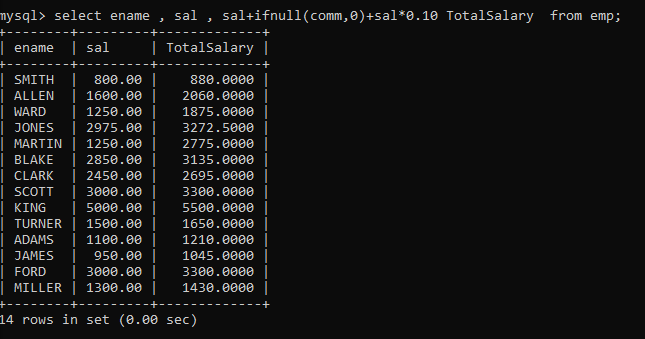 mysql> select ename , sal , sal+ifnull(comm,0)+sal*0.10 TotalSalary  from emp;
+--------+---------+-------------+
| ename  | sal     | TotalSalary |
+--------+---------+-------------+
| SMITH  |  800.00 |    880.0000 |
| ALLEN  | 1600.00 |   2060.0000 |
| WARD   | 1250.00 |   1875.0000 |
| JONES  | 2975.00 |   3272.5000 |
| MARTIN | 1250.00 |   2775.0000 |
| BLAKE  | 2850.00 |   3135.0000 |
| CLARK  | 2450.00 |   2695.0000 |
| SCOTT  | 3000.00 |   3300.0000 |
| KING   | 5000.00 |   5500.0000 |
| TURNER | 1500.00 |   1650.0000 |
| ADAMS  | 1100.00 |   1210.0000 |
| JAMES  |  950.00 |   1045.0000 |
| FORD   | 3000.00 |   3300.0000 |
| MILLER | 1300.00 |   1430.0000 |
+--------+---------+-------------+
14 rows in set (0.00 sec)